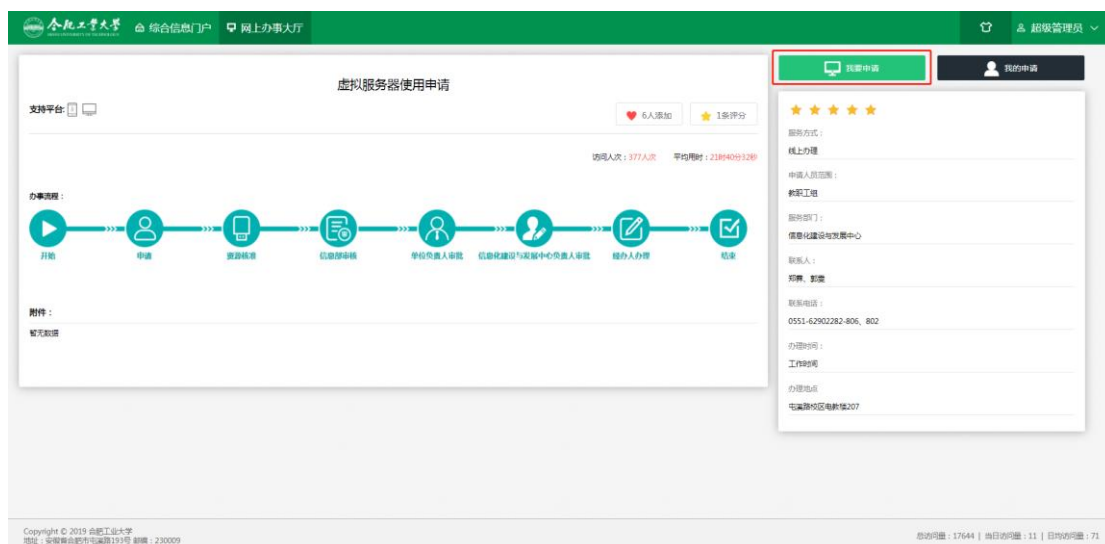 合肥工业大学 综合信息门户 网上办事大厅 超级管理员
虚拟服务器使用申请
支持平台:
6人添加 1条评分
访问人次：377人次 平均用时：21时40分32秒
办事流程：
开始 申请 资源核准 信息部审核 单位负责人审批 信息化建设与发展中心负责人审批 经办人办理 结束
附件：
暂无数据
我要申请 我的申请
服务方式：
线上办理
申请人员范围：
教职工组
服务部门：
信息化建设与发展中心
联系人：
联系电话：
0551-62902282-806、802
办理时间：
工作时间
办理地点
屯溪路校区电教楼207
Copyright © 2019 合肥工业大学
地址：安徽省合肥市屯溪路193号 邮编：230009
总访问量：17644 | 当日访问量：11 | 日均访问量：71